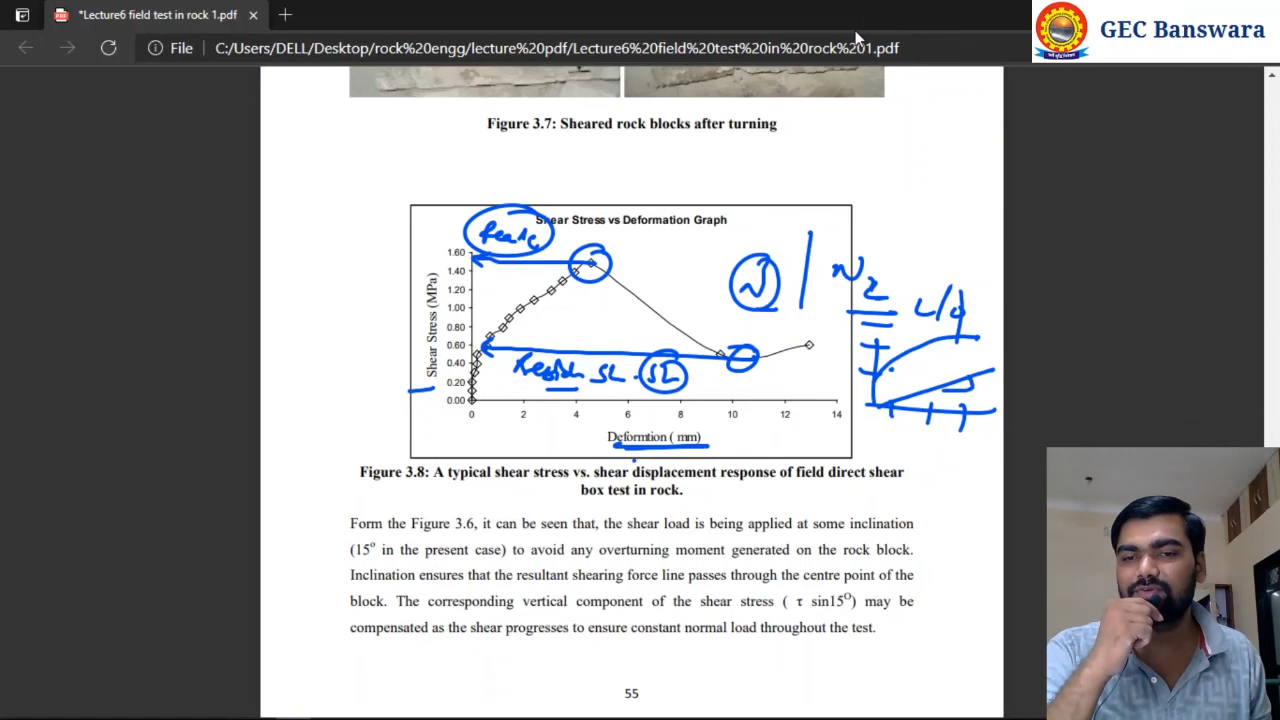 *Lecture6 field test in rock 1.pdf
File
C:/Users/DELL/Desktop/rock%20engg/lecture%20pdf/Lecture6%20field%20test%20in%20rock%201.pdf
GEC Banswara
Figure 3.7: Sheared rock blocks after turning
Shear Stress vs Deformation Graph
Shear Stress (MPa)
1.60
1.40
1.20
1.00
0.80
0.60
0.40
0.20
0.00
0 2 4 6 8 10 12 14
Deformtion ( mm)
N
N2
C/ϕ
Figure 3.8: A typical shear stress vs. shear displacement response of field direct shear
box test in rock.
Form the Figure 3.6, it can be seen that, the shear load is being applied at some inclination
(15o in the present case) to avoid any overturning moment generated on the rock block.
Inclination ensures that the resultant shearing force line passes through the centre point of the
block. The corresponding vertical component of the shear stress ( τ sin15O) may be
compensated as the shear progresses to ensure constant normal load throughout the test.
55